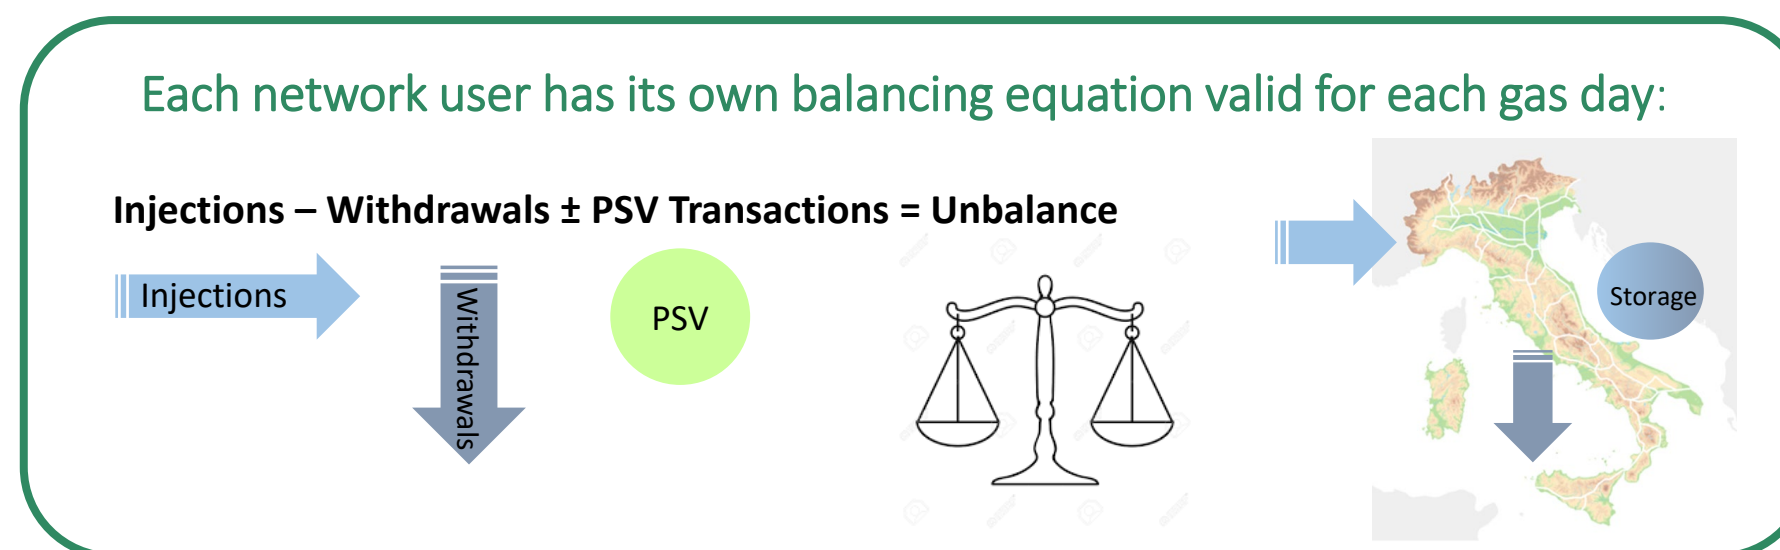 Each network user has its own balancing equation valid for each gas day:
Injections – Withdrawals ± PSV Transactions = Unbalance
Injections
Withdrawals
PSV
Storage